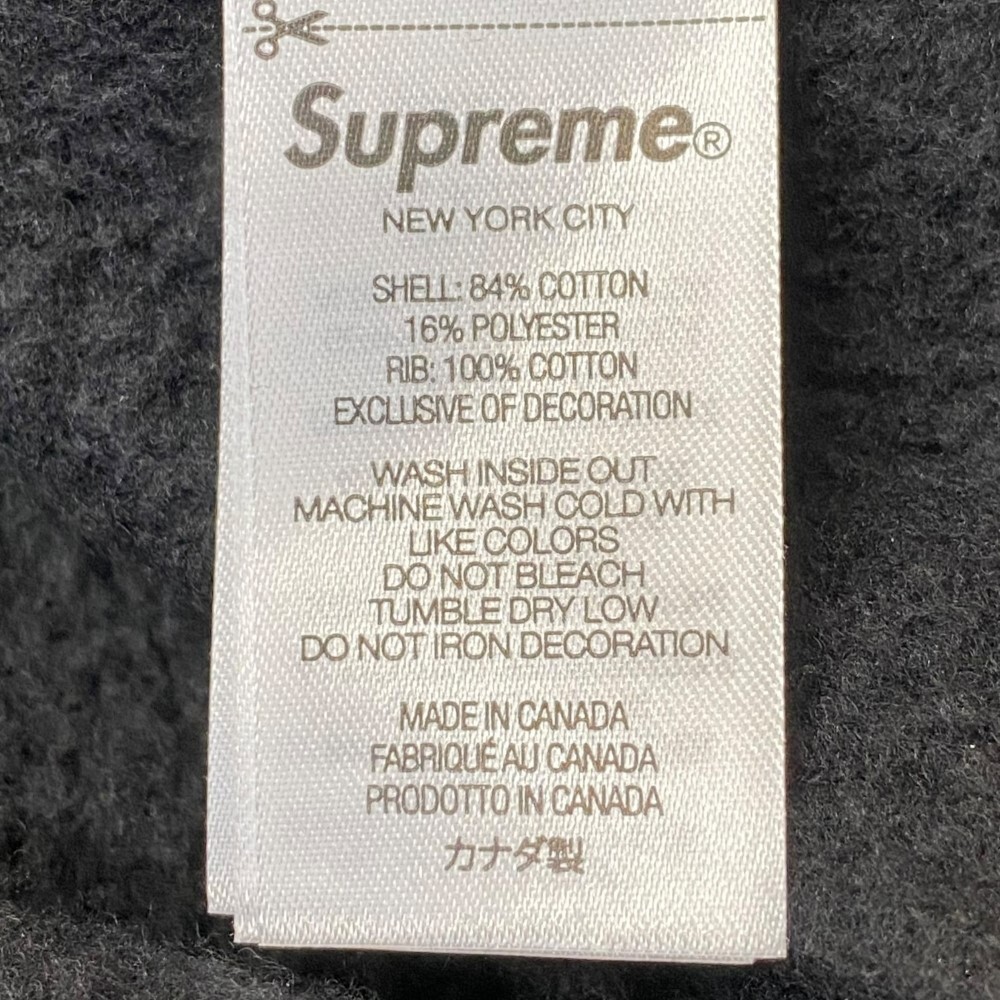 Supreme®
NEW YORK CITY
SHELL: 84% COTTON
16% POLYESTER
RIB: 100% COTTON
EXCLUSIVE OF DECORATION
WASH INSIDE OUT
MACHINE WASH COLD WITH
LIKE COLORS
DO NOT BLEACH
TUMBLE DRY LOW
DO NOT IRON DECORATION
MADE IN CANADA
FABRIQUÉ AU CANADA
PRODOTTO IN CANADA
カナダ製